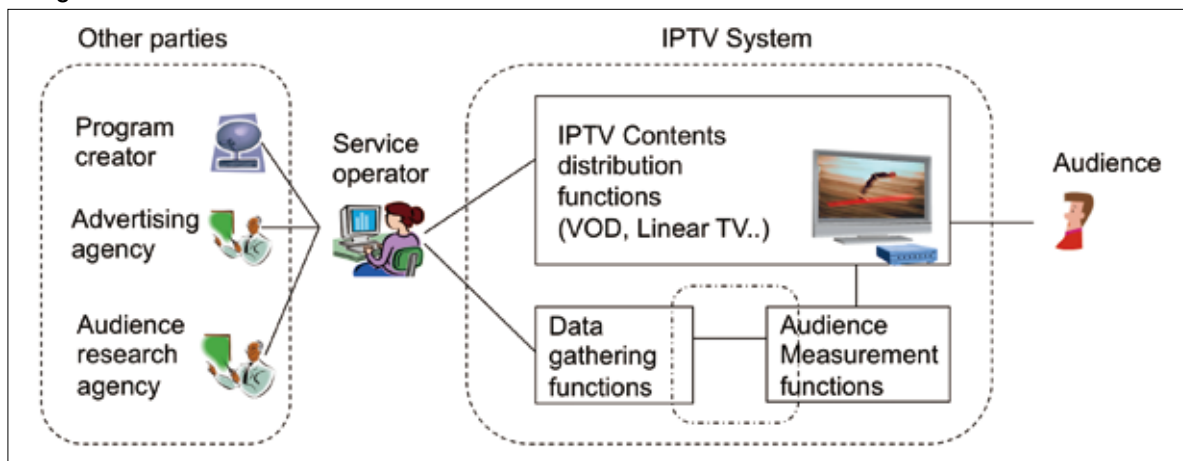 Other parties
IPTV System
Program
creator
Advertising
agency
Audience
research
agency
Service
operator
IPTV Contents
distribution
functions
(VOD, Linear TV..)
Audience
Data
gathering
functions
Audience
Measurement
functions